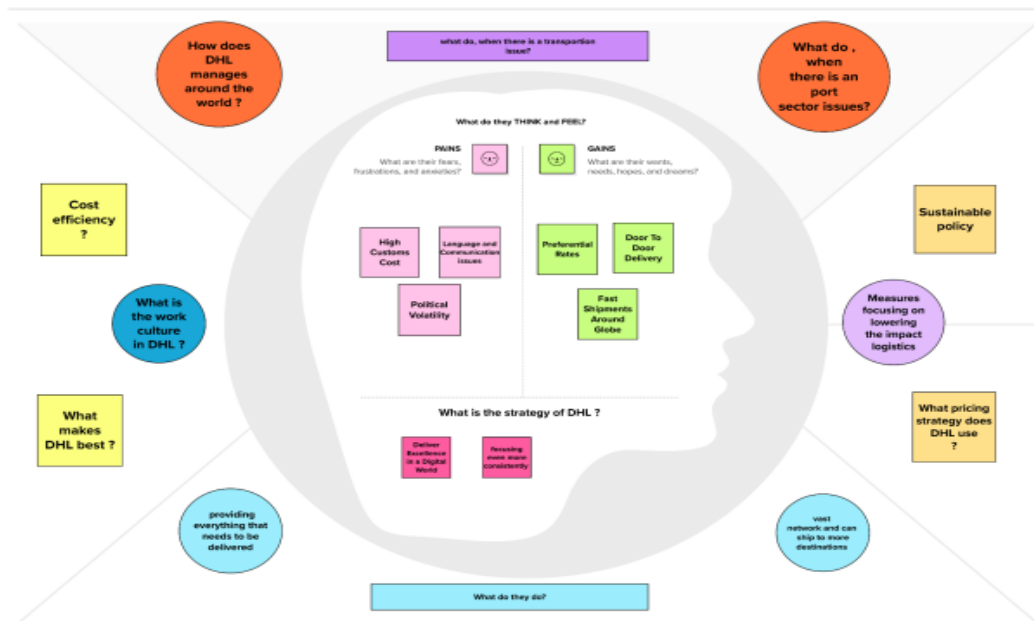 How does
DHL
manages
around the
world ?
what do, when there is a transportion
issue?
What do ,
when
there is an
port
sector issues?
What do they THINK and FEEL?
PAINS
What are their fears,
frustrations, and anxieties?
GAINS
What are their wants,
needs, hopes, and dreams?
Cost
efficiency
?
Sustainable
policy
High
Customs
Cost
Language and
Communication
issues
Political
Volatility
Preferential
Rates
Door To
Door
Delivery
Fast
Shipments
Around
Globe
What is
the work
culture
in DHL ?
Measures
focusing on
lowering
the impact
logistics
What
makes
DHL best ?
What pricing
strategy does
DHL use
?
What is the strategy of DHL ?
Deliver
Excellence
in a Digital
World
focusing
even more
consistently
providing
everything that
needs to be
delivered
vast
network and can
ship to more
destinations
What do they do?